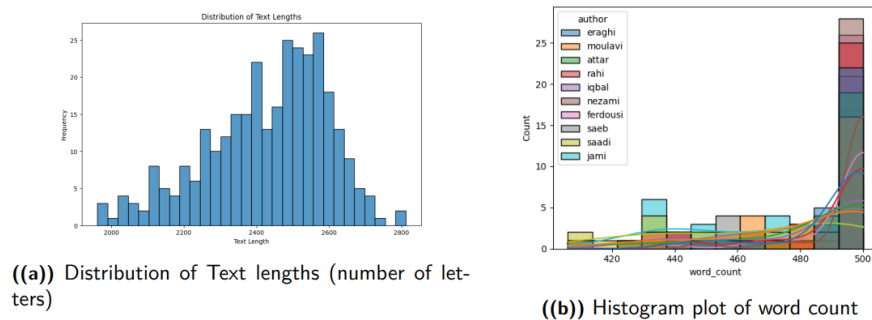 Distribution of Text Lengths
Frequency
25
20
15
10
5
0
2000
2200
2400
2600
2800
Text Length
((a)) Distribution of Text lengths (number of let-
ters)
author
eraghi
moulavi
attar
rahi
iqbal
nezami
ferdousi
saeb
saadi
jami
Count
25
20
15
10
5
0
420
440
460
480
500
word_count
((b)) Histogram plot of word count